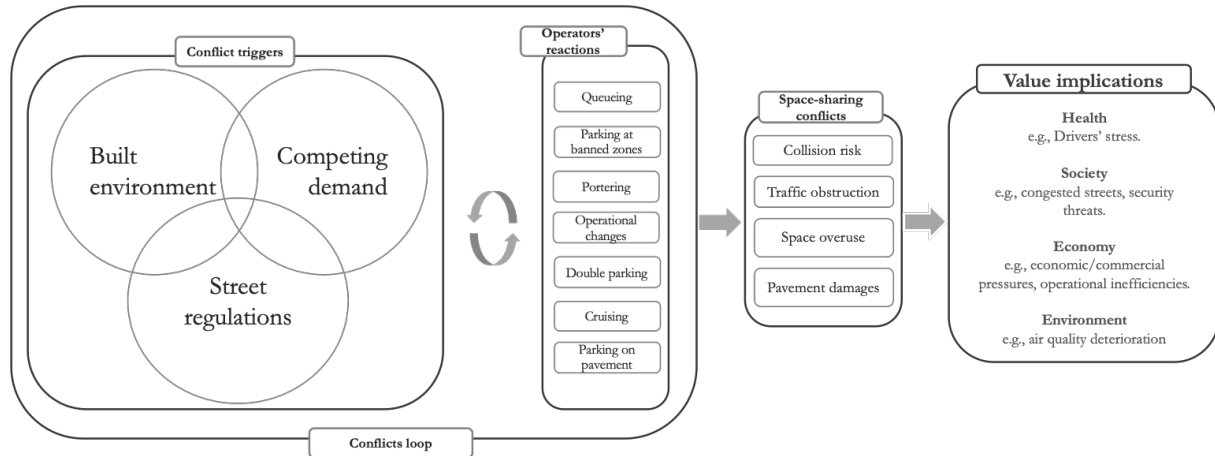 Conflict triggers
Built
environment
Competing
demand
Street
regulations
Operators'
reactions
Queueing
Parking at
banned zones
Portering
Operational
changes
Double parking
Cruising
Parking on
pavement
Conflicts loop
Space-sharing
conflicts
Collision risk
Traffic obstruction
Space overuse
Pavement damages
Value implications
Health
e.g., Drivers' stress.
Society
e.g., congested streets, security
threats.
Economy
e.g., economic/commercial
pressures, operational inefficiencies.
Environment
e.g., air quality deterioration